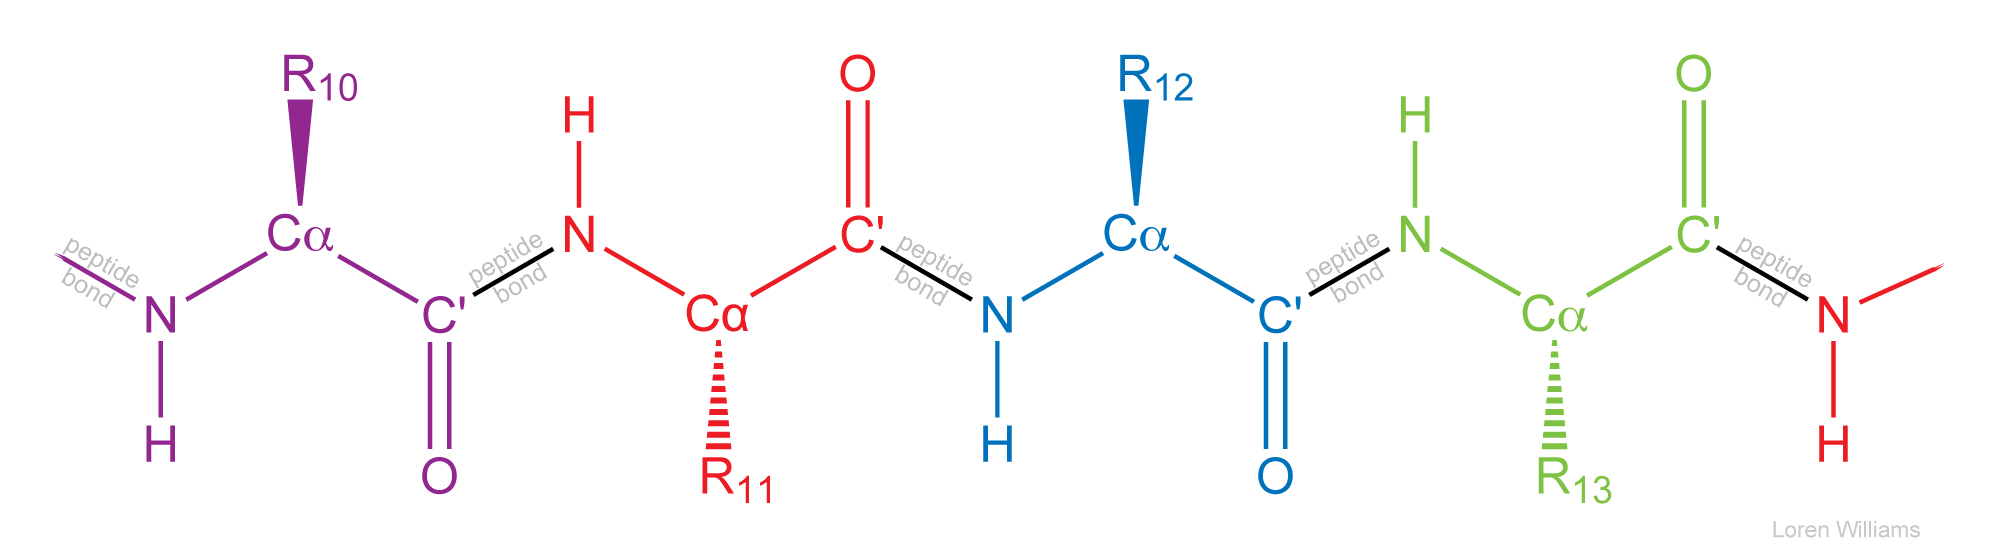 R10
O
R12
O
H
H
Cα
N
C'
Cα
N
C'
peptide bond
peptide bond
peptide bond
peptide bond
peptide bond
N
C'
Cα
N
C'
Cα
N
H
H
H
O
R11
O
R13
Loren Williams